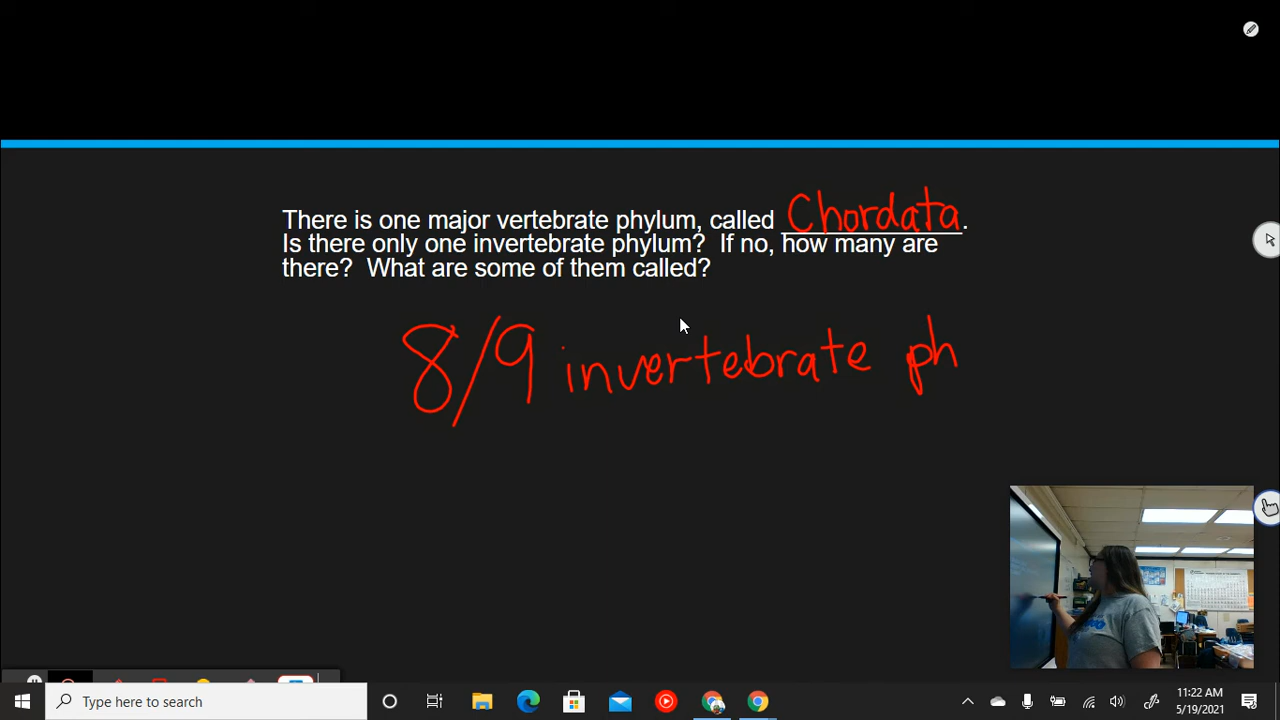 There is one major vertebrate phylum, called Chordata.
Is there only one invertebrate phylum? If no, how many are
there? What are some of them called?
8/9 invertebrate ph
Type here to search
11:22 AM
5/19/2021